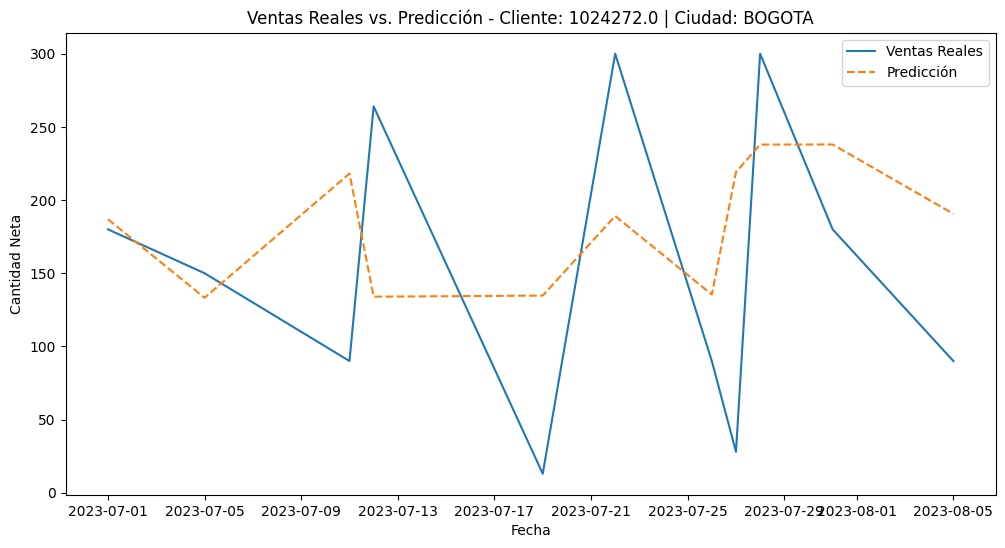 Ventas Reales vs. Predicción - Cliente: 1024272.0 | Ciudad: BOGOTA
Ventas Reales
Predicción
Cantidad Neta
300
250
200
150
100
50
0
2023-07-01 2023-07-05 2023-07-09 2023-07-13 2023-07-17 2023-07-21 2023-07-25 2023-07-29 2023-08-01 2023-08-05
Fecha